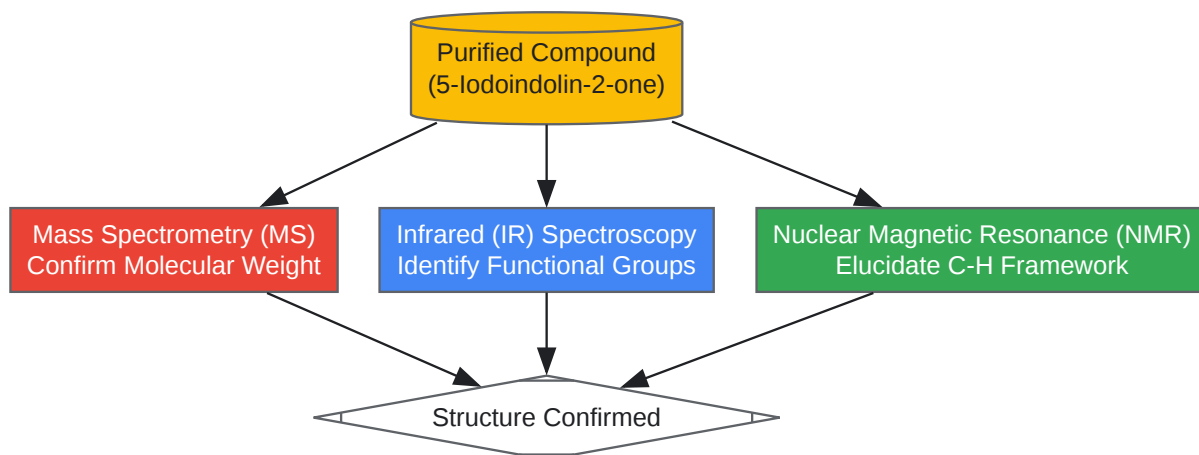 Purified Compound
(5-Iodoindolin-2-one)
Mass Spectrometry (MS)
Confirm Molecular Weight
Infrared (IR) Spectroscopy
Identify Functional Groups
Nuclear Magnetic Resonance (NMR)
Elucidate C-H Framework
Structure Confirmed